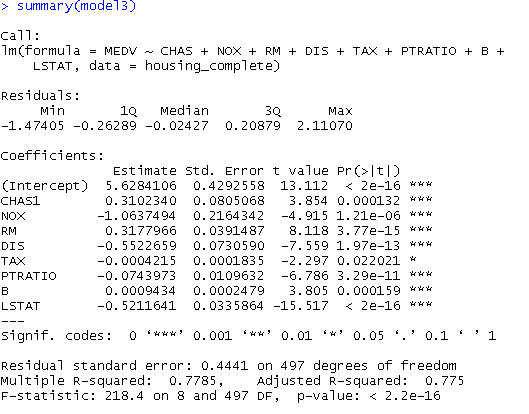 > summary(model3)
Call:
lm(formula = MEDV ~ CHAS + NOX + RM + DIS + TAX + PTRATIO + B +
    LSTAT, data = housing_complete)
Residuals:
     Min       1Q   Median       3Q      Max
-1.47405 -0.26289 -0.02427  0.20879  2.11070
Coefficients:
              Estimate Std. Error t value Pr(>|t|)
(Intercept)  5.6284106  0.4292558  13.112  < 2e-16 ***
CHAS1        0.3102340  0.0805068   3.854 0.000132 ***
NOX         -1.0637494  0.2164342  -4.915 1.21e-06 ***
RM           0.3177966  0.0391487   8.118 3.77e-15 ***
DIS         -0.5522659  0.0730590  -7.559 1.97e-13 ***
TAX         -0.0004215  0.0001835  -2.297 0.022021 *
PTRATIO     -0.0743973  0.0109632  -6.786 3.29e-11 ***
B            0.0009434  0.0002479   3.805 0.000159 ***
LSTAT       -0.5211641  0.0335864 -15.517  < 2e-16 ***
---
Signif. codes:  0 ‘***’ 0.001 ‘**’ 0.01 ‘*’ 0.05 ‘.’ 0.1 ‘ ’ 1
Residual standard error: 0.4441 on 497 degrees of freedom
Multiple R-squared:  0.7785,	Adjusted R-squared:  0.775
F-statistic: 218.4 on 8 and 497 DF,  p-value: < 2.2e-16